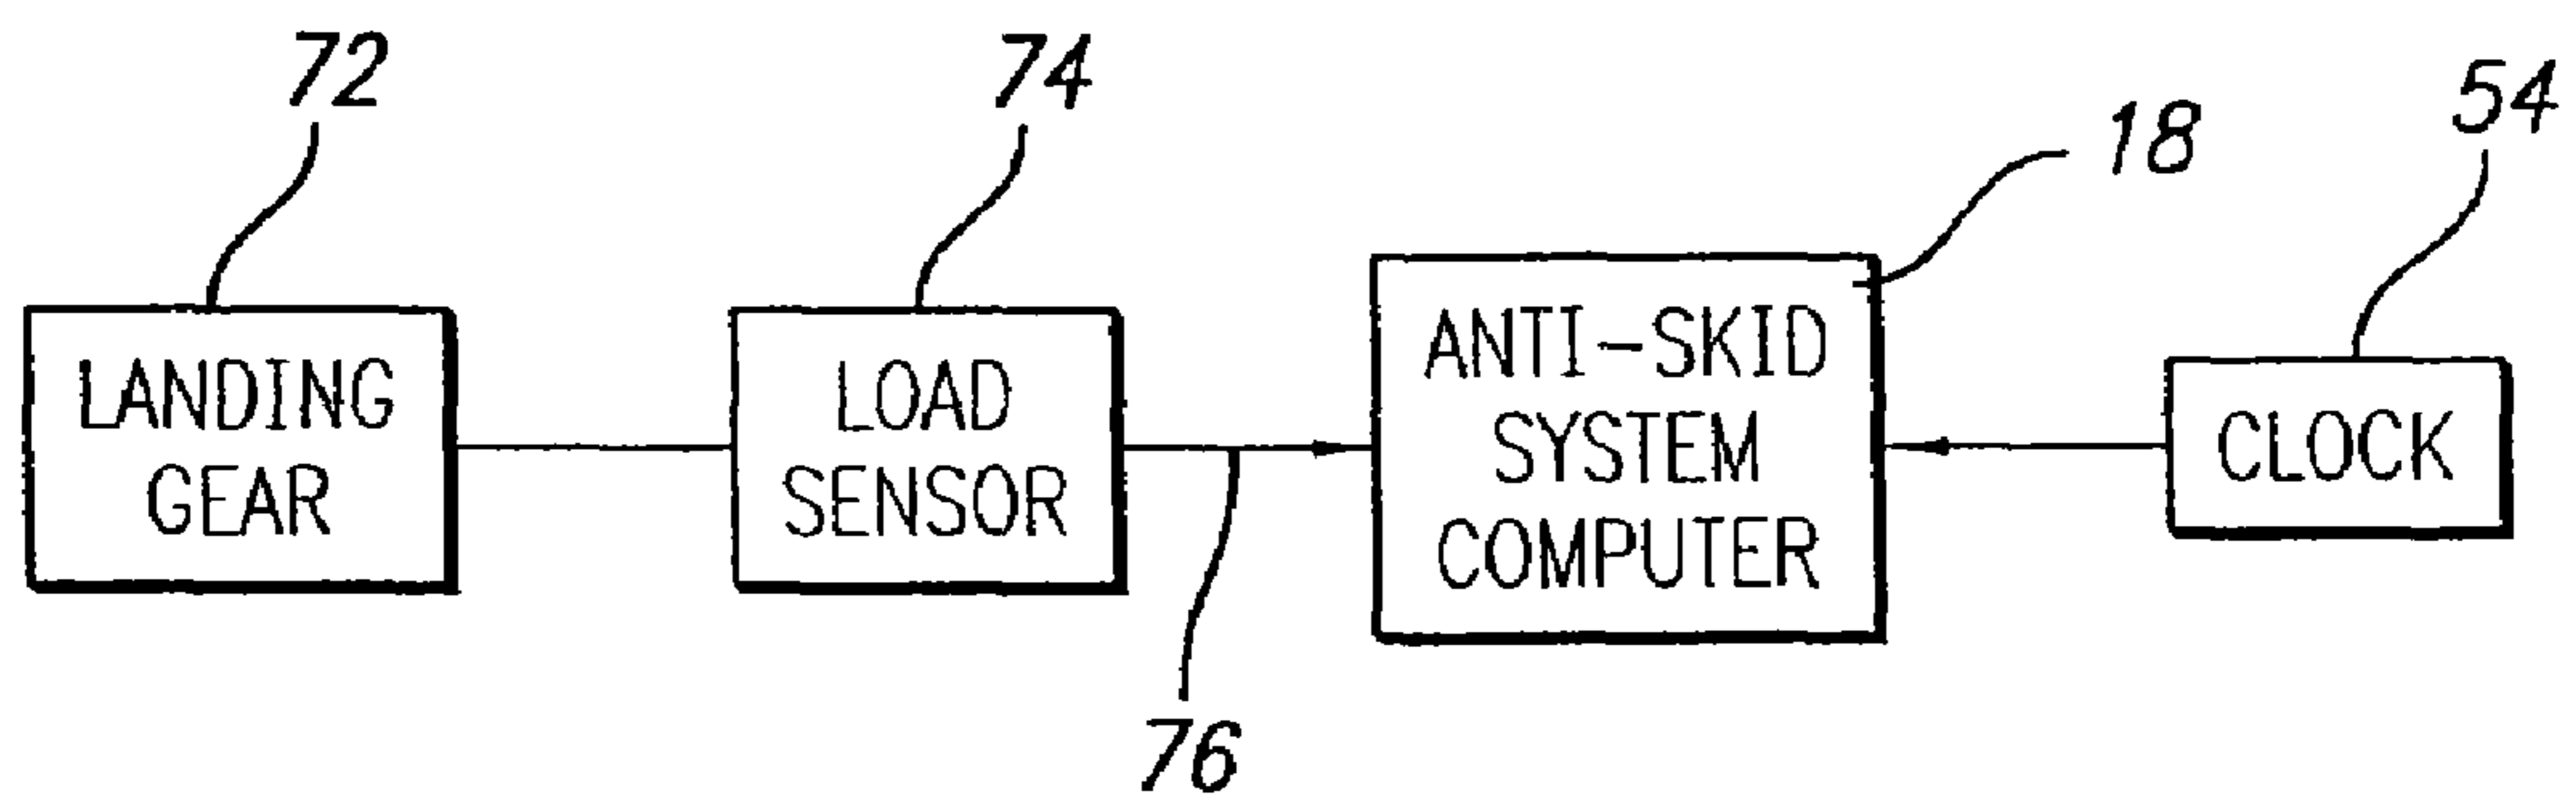 72
74
18
54
LANDING
GEAR
LOAD
SENSOR
ANTI-SKID
SYSTEM
COMPUTER
CLOCK
76